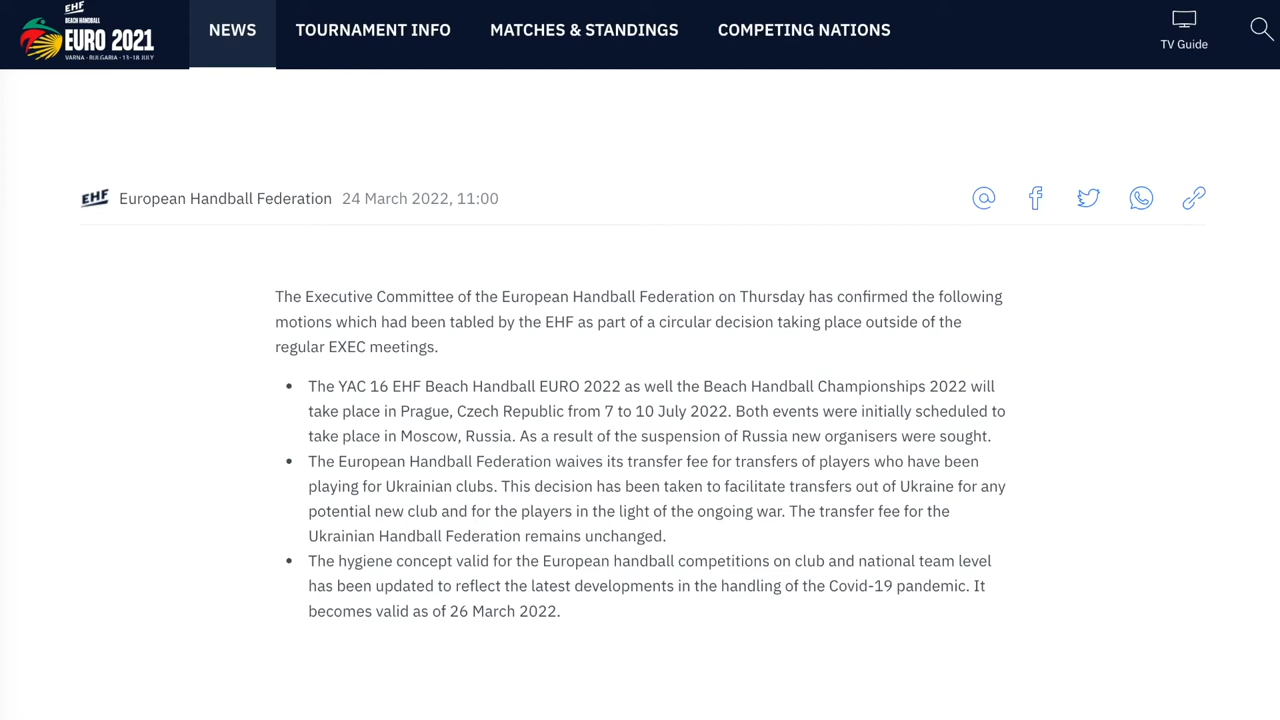 EHF
BEACH HANDBALL
EURO 2021
VARNA · BULGARIA · 13-18 JULY
NEWS
TOURNAMENT INFO
MATCHES & STANDINGS
COMPETING NATIONS
TV Guide
EHF European Handball Federation 24 March 2022, 11:00
The Executive Committee of the European Handball Federation on Thursday has confirmed the following
motions which had been tabled by the EHF as part of a circular decision taking place outside of the
regular EXEC meetings.
• The YAC 16 EHF Beach Handball EURO 2022 as well the Beach Handball Championships 2022 will
take place in Prague, Czech Republic from 7 to 10 July 2022. Both events were initially scheduled to
take place in Moscow, Russia. As a result of the suspension of Russia new organisers were sought.
• The European Handball Federation waives its transfer fee for transfers of players who have been
playing for Ukrainian clubs. This decision has been taken to facilitate transfers out of Ukraine for any
potential new club and for the players in the light of the ongoing war. The transfer fee for the
Ukrainian Handball Federation remains unchanged.
• The hygiene concept valid for the European handball competitions on club and national team level
has been updated to reflect the latest developments in the handling of the Covid-19 pandemic. It
becomes valid as of 26 March 2022.